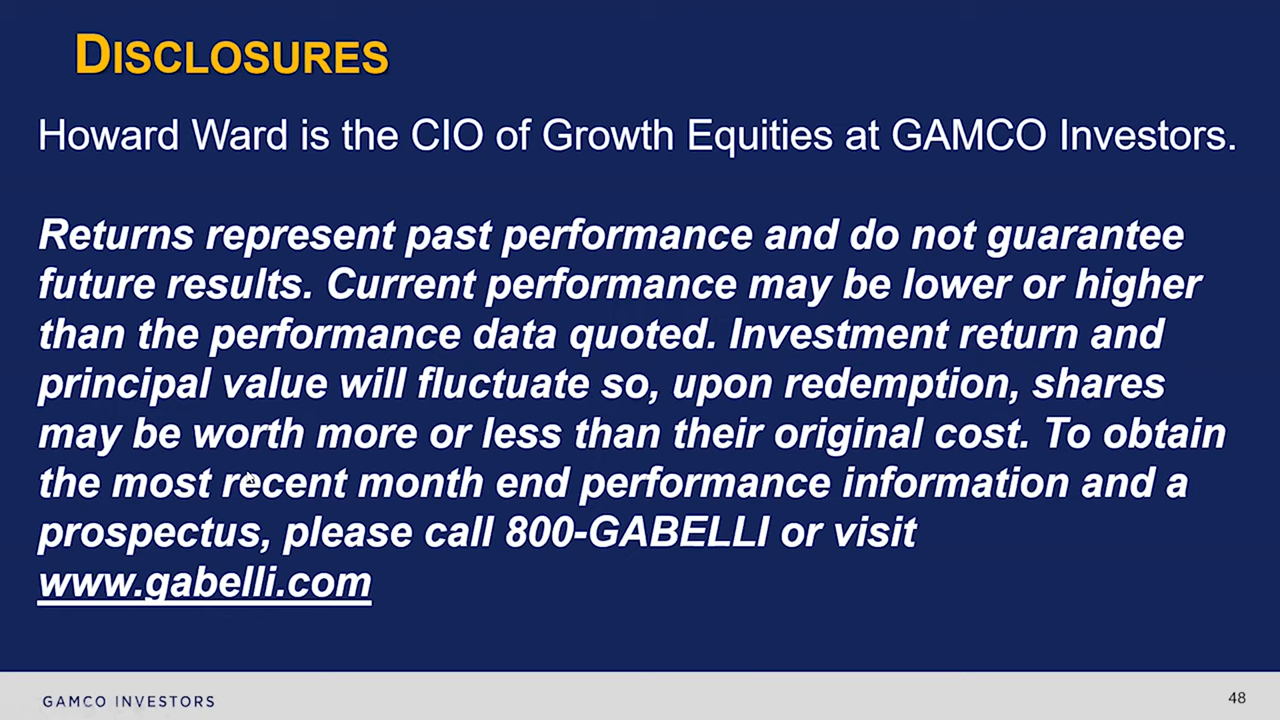 DISCLOSURES
Howard Ward is the CIO of Growth Equities at GAMCO Investors.
Returns represent past performance and do not guarantee
future results. Current performance may be lower or higher
than the performance data quoted. Investment return and
principal value will fluctuate so, upon redemption, shares
may be worth more or less than their original cost. To obtain
the most recent month end performance information and a
prospectus, please call 800-GABELLI or visit
www.gabelli.com
GAMCO INVESTORS
48